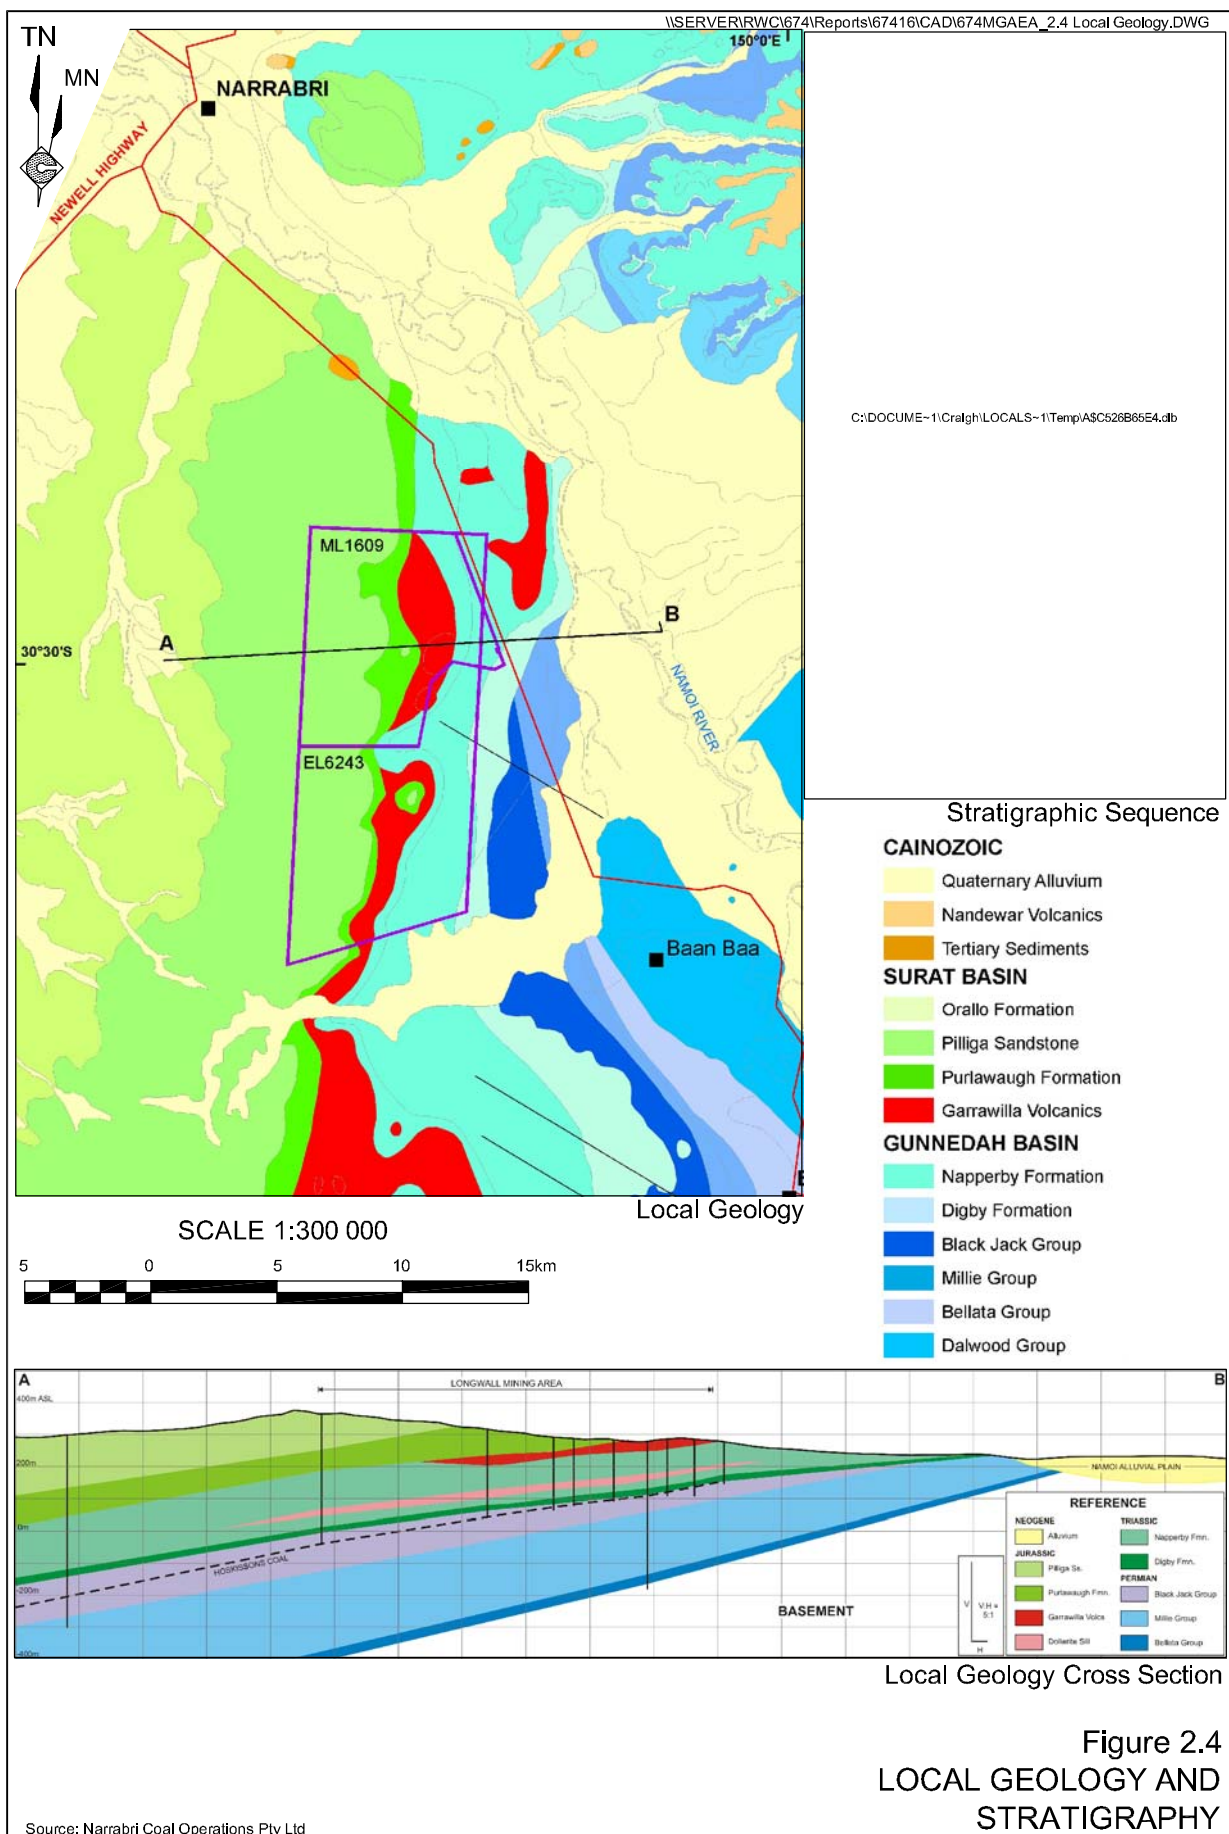 \\SERVER\RWC\674\Reports\67416\CAD\674MGAEA_2.4 Local Geology.DWG
TN
MN
150°0'E
NARRABRI
NEWELL HIGHWAY
C:\DOCUME~1\Craigh\LOCALS~1\Temp\A$C526B65E4.dlb
ML1609
A
B
30°30'S
NAMOI RIVER
EL6243
Baan Baa
Stratigraphic Sequence
CAINOZOIC
Quaternary Alluvium
Nandewar Volcanics
Tertiary Sediments
SURAT BASIN
Orallo Formation
Pilliga Sandstone
Purlawaugh Formation
Garrawilla Volcanics
GUNNEDAH BASIN
Napperby Formation
Digby Formation
Black Jack Group
Millie Group
Bellata Group
Dalwood Group
Local Geology
SCALE 1:300 000
5 0 5 10 15km
A
B
LONGWALL MINING AREA
400m ASL
200m
0m
-200m
-400m
HOSKISSONS COAL
NAMOI ALLUVIAL PLAIN
BASEMENT
V
V:H = 5:1
H
REFERENCE
NEOGENE
Alluvium
JURASSIC
Pilliga Ss.
Purlawaugh Fmn.
Garrawilla Volcs
Dollerite Sill
TRIASSIC
Napperby Fmn.
Digby Fmn.
PERMIAN
Black Jack Group
Millie Group
Bellata Group
Local Geology Cross Section
Figure 2.4
LOCAL GEOLOGY AND
STRATIGRAPHY
Source: Narrabri Coal Operations Pty Ltd